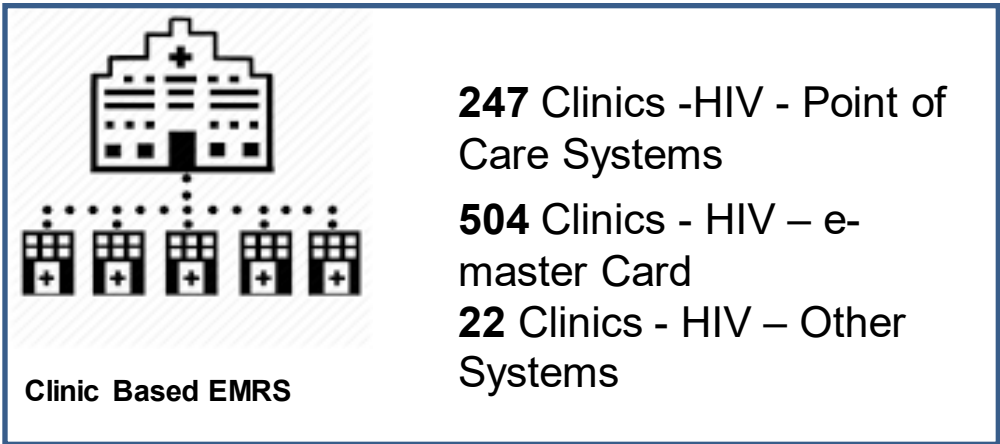 247 Clinics -HIV - Point of
Care Systems
504 Clinics - HIV – e-
master Card
22 Clinics - HIV – Other
Systems
Clinic Based EMRS